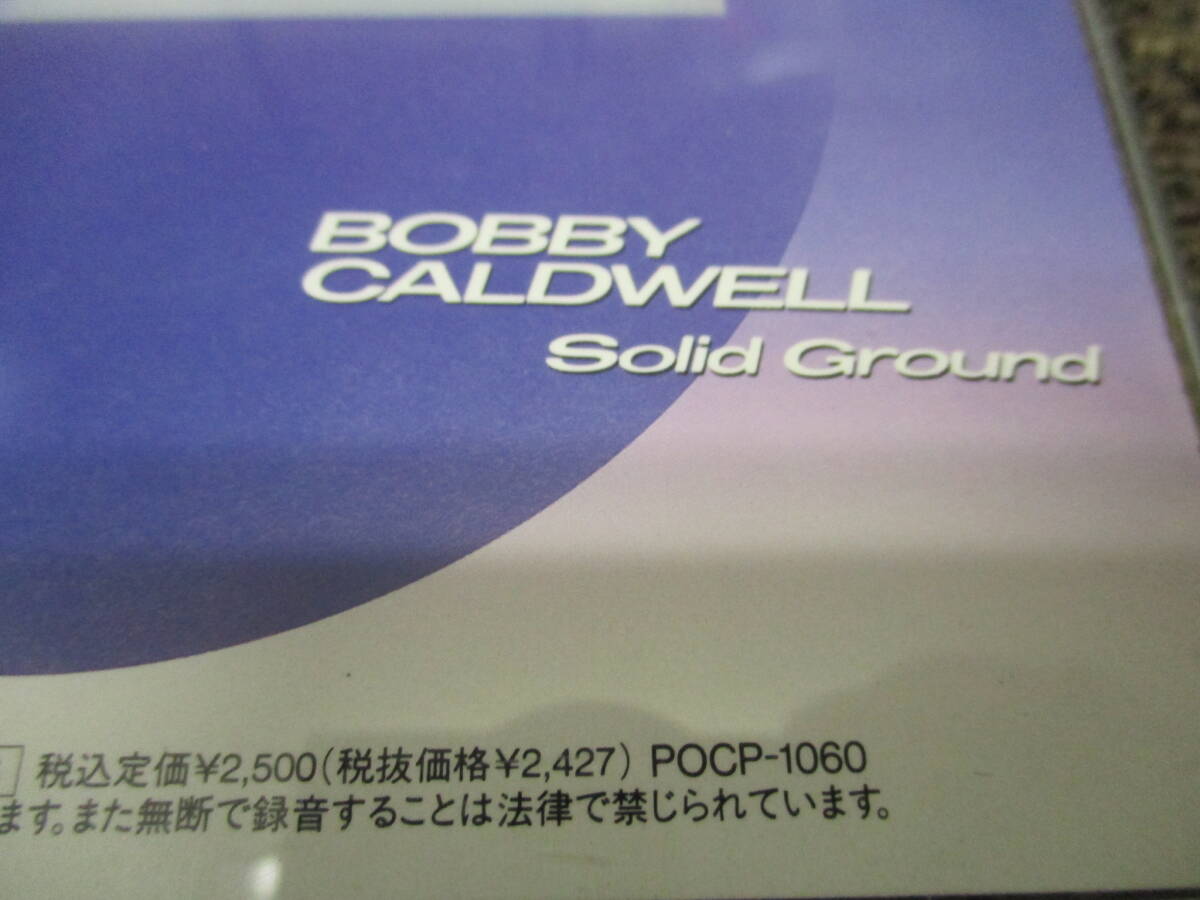 BOBBY
CALDWELL
Solid Ground
税込定価¥2,500(税抜価格¥2,427) POCP-1060
ます。また無断で録音することは法律で禁じられています。